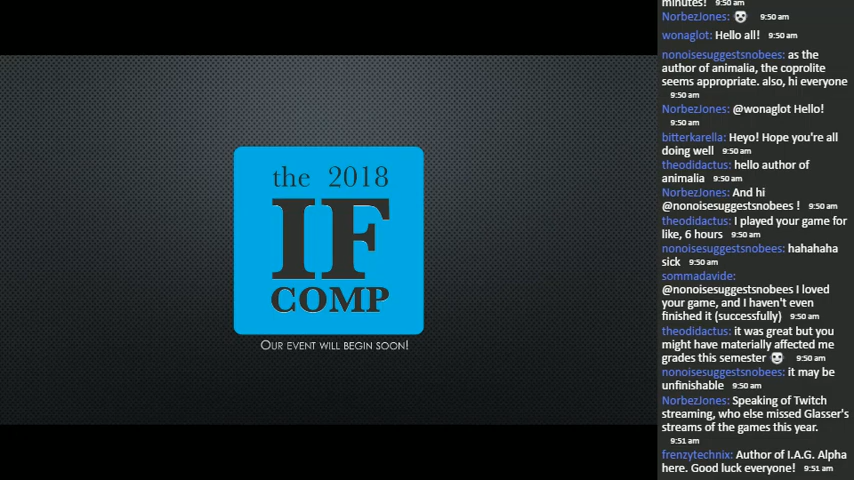 the 2018
IF
COMP
OUR EVENT WILL BEGIN SOON!
minutes! 9:50 am
NorbezJones: 9:50 am
wonaglot: Hello all! 9:50 am
nonoisesuggestsnobees: as the
author of animalia, the coprolite
seems appropriate. also, hi everyone
9:50 am
NorbezJones: @wonaglot Hello!
9:50 am
bitterkarella: Heyo! Hope you're all
doing well 9:50 am
theodidactus: hello author of
animalia 9:50 am
NorbezJones: And hi
@nonoisesuggestsnobees ! 9:50 am
theodidactus: I played your game for
like, 6 hours 9:50 am
nonoisesuggestsnobees: hahahaha
sick 9:50 am
sommadavide:
@nonoisesuggestsnobees I loved
your game, and I haven't even
finished it (successfully) 9:50 am
theodidactus: it was great but you
might have materially affected me
grades this semester 9:50 am
nonoisesuggestsnobees: it may be
unfinishable 9:50 am
NorbezJones: Speaking of Twitch
streaming, who else missed Glasser's
streams of the games this year.
9:51 am
frenzytechnix: Author of I.A.G. Alpha
here. Good luck everyone! 9:51 am